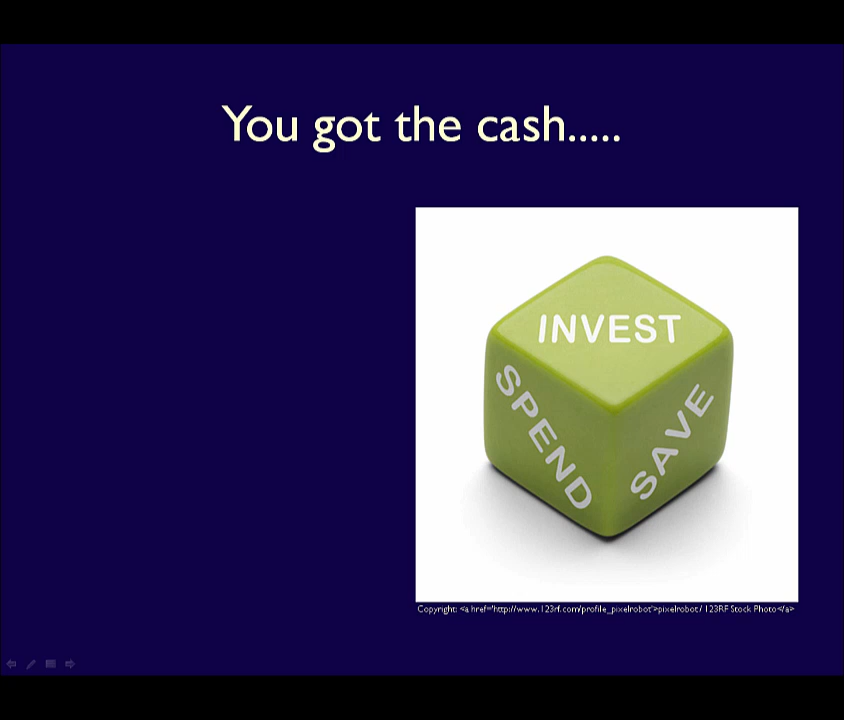 You got the cash.....
INVEST
SPEND
SAVE
Copyright: <a href='http://www.123rf.com/profile_pixelrobot'>pixelrobot / 123RF Stock Photo</a>